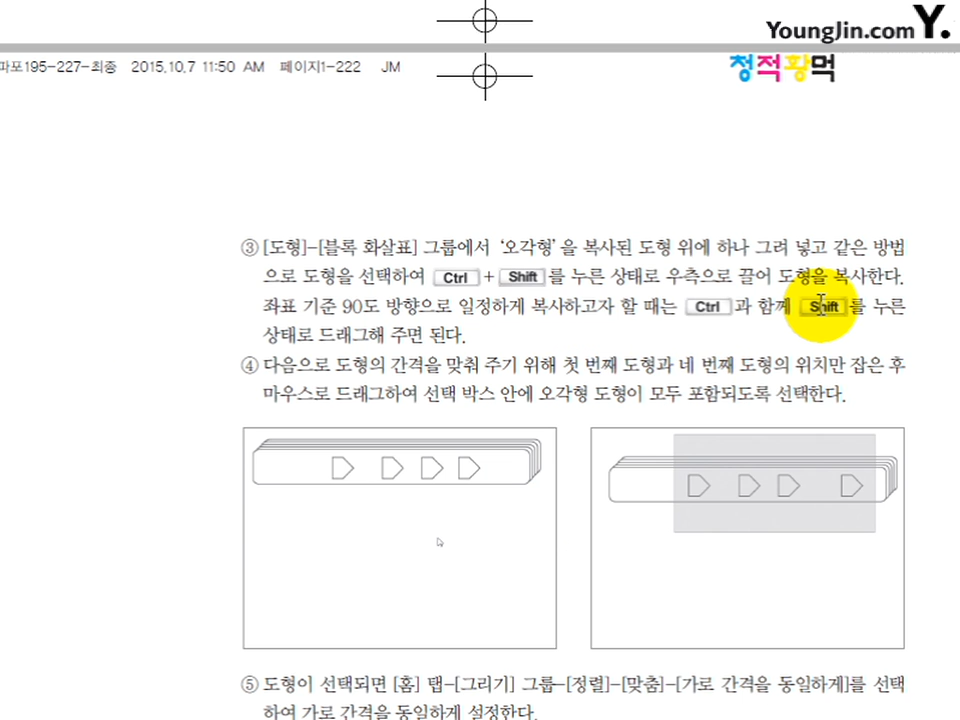 YoungJin.com Y.
파포195-227-최종 2015.10.7 11:50 AM 페이지1-222 JM
청적황먹
③ [도형]-[블록 화살표] 그룹에서 ‘오각형’을 복사된 도형 위에 하나 그려 넣고 같은 방법
으로 도형을 선택하여 Ctrl + Shift 를 누른 상태로 우측으로 끌어 도형을 복사한다.
좌표 기준 90도 방향으로 일정하게 복사하고자 할 때는 Ctrl 과 함께 Shift 를 누른
상태로 드래그해 주면 된다.
④ 다음으로 도형의 간격을 맞춰 주기 위해 첫 번째 도형과 네 번째 도형의 위치만 잡은 후
마우스로 드래그하여 선택 박스 안에 오각형 도형이 모두 포함되도록 선택한다.
⑤ 도형이 선택되면 [홈] 탭-[그리기] 그룹-[정렬]-[맞춤]-[가로 간격을 동일하게]를 선택
하여 가로 간격을 동일하게 설정한다.